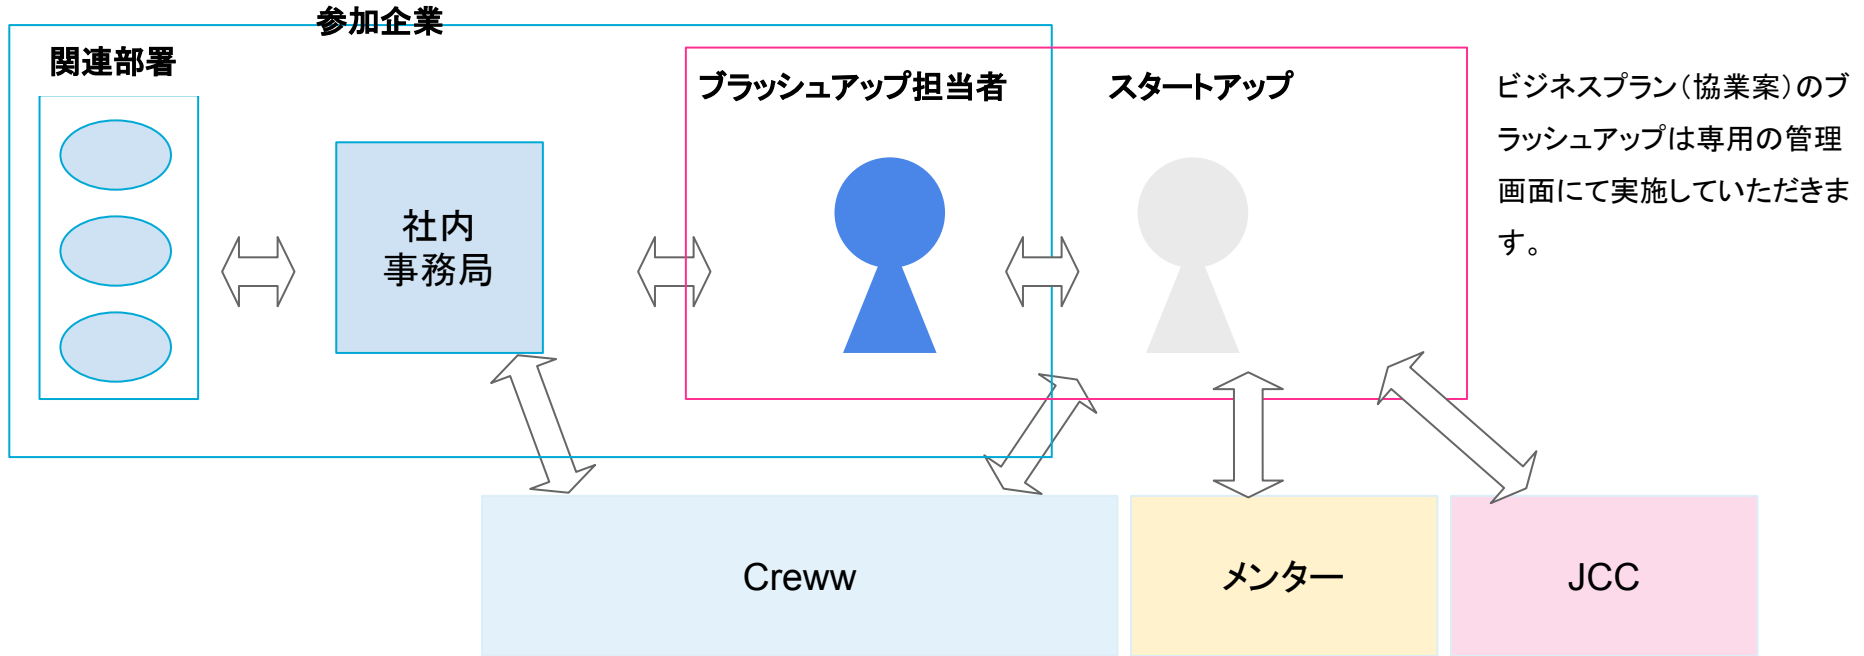 参加企業
関連部署
ブラッシュアップ担当者
スタートアップ
ビジネスプラン（協業案）のブ
ラッシュアップは専用の管理
画面にて実施していただきま
す。
社内
事務局
Creww
メンター
JCC